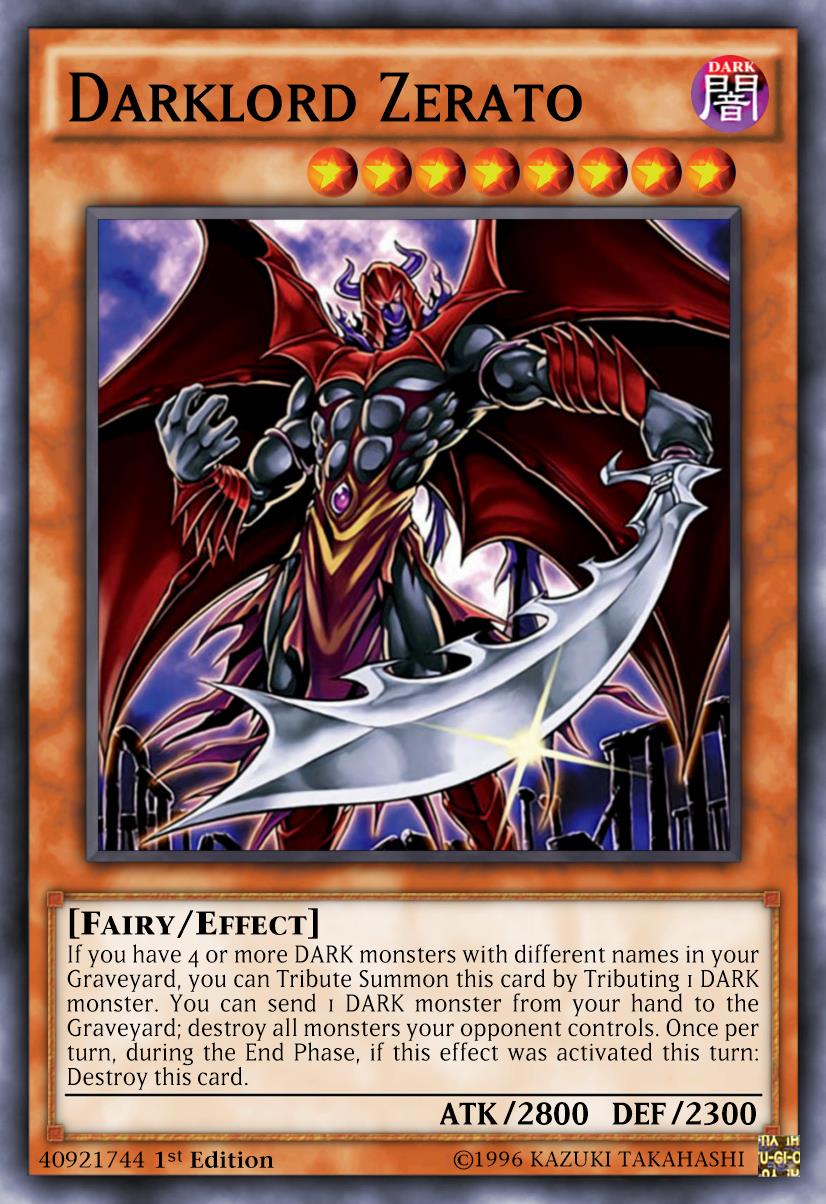 Darklord Zerato
DARK
闇
[Fairy/Effect]
If you have 4 or more DARK monsters with different names in your
Graveyard, you can Tribute Summon this card by Tributing 1 DARK
monster. You can send 1 DARK monster from your hand to the
Graveyard; destroy all monsters your opponent controls. Once per
turn, during the End Phase, if this effect was activated this turn:
Destroy this card.
ATK/2800 DEF/2300
40921744 1st Edition ©1996 KAZUKI TAKAHASHI